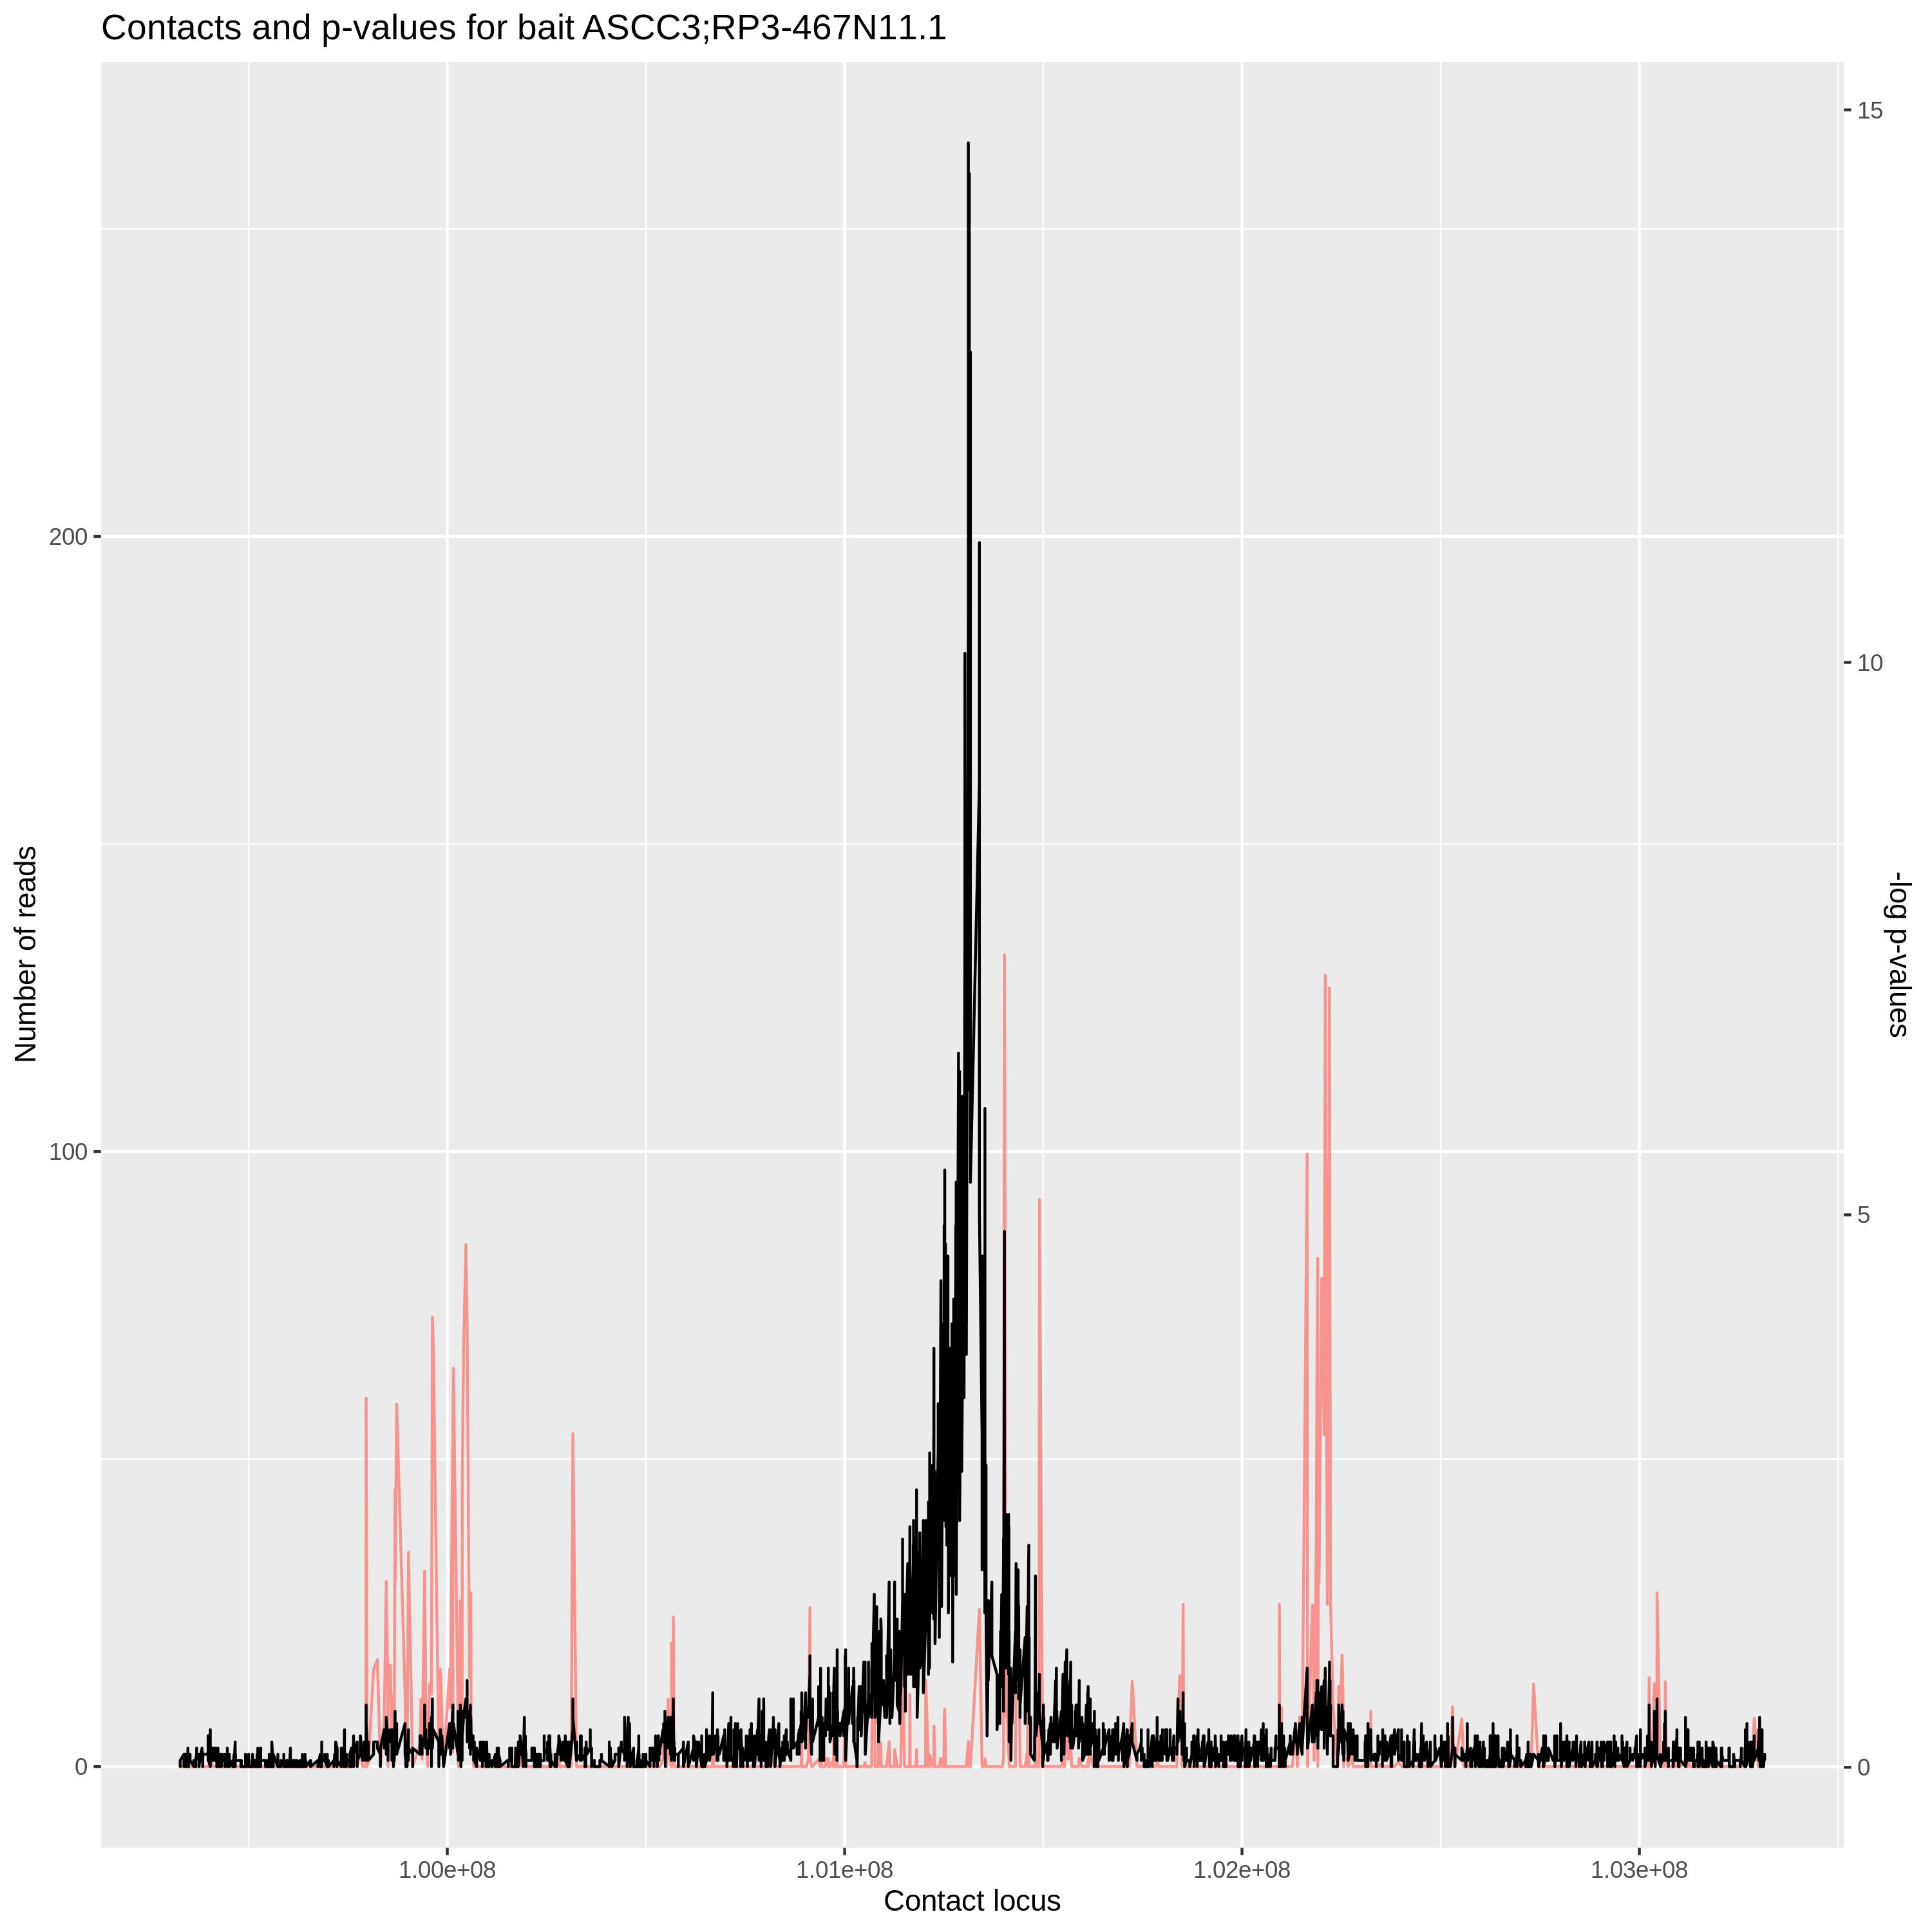 Contacts and p-values for bait ASCC3;RP3-467N11.1
15
200
10
Number of reads
-log p-values
100
5
0
0
1.00e+08
1.01e+08
1.02e+08
1.03e+08
Contact locus